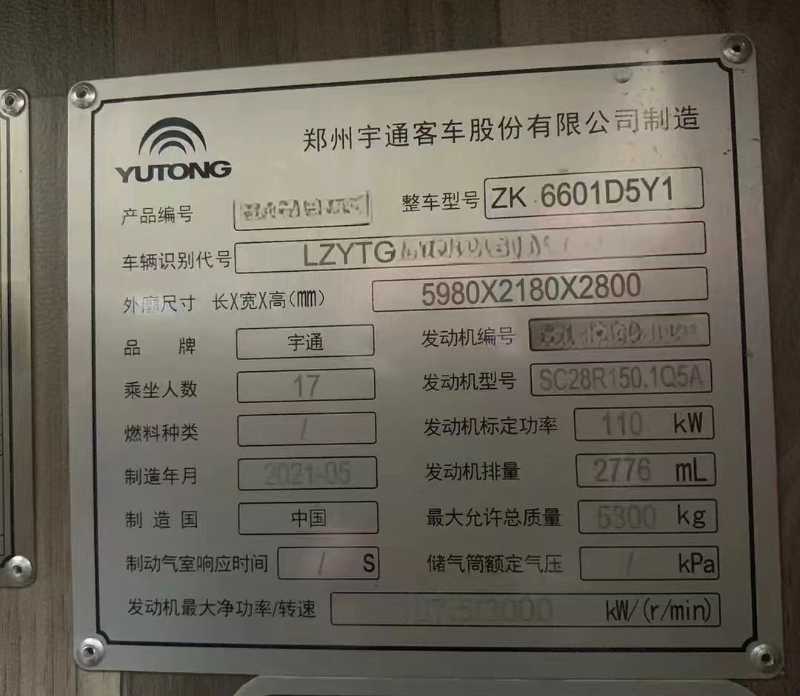 YUTONG
郑州宇通客车股份有限公司制造
产品编号 整车型号 ZK 6601D5Y1
车辆识别代号 LZYTG
外廓尺寸 长X宽X高(mm) 5980X2180X2800
品牌 宇通 发动机编号
乘坐人数 17 发动机型号 SC28R150.1Q5A
燃料种类 / 发动机标定功率 110 kW
制造年月 2021-05 发动机排量 2776 mL
制造国 中国 最大允许总质量 5300 kg
制动气室响应时间 / S 储气筒额定气压 / kPa
发动机最大净功率/转速 kW/(r/min)